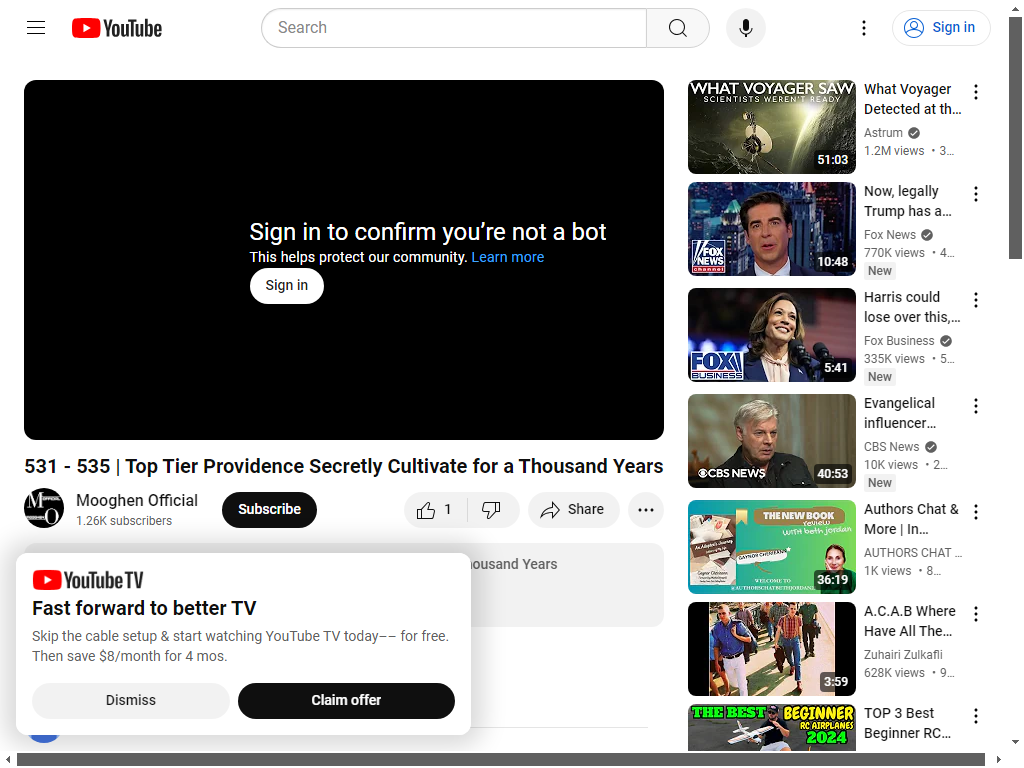 YouTube
Search
Sign in
Sign in to confirm you’re not a bot
This helps protect our community. Learn more
Sign in
531 - 535 | Top Tier Providence Secretly Cultivate for a Thousand Years
Mooghen Official
1.26K subscribers
Subscribe
1
Share
housand Years
YouTube TV
Fast forward to better TV
Skip the cable setup & start watching YouTube TV today–– for free.
Then save $8/month for 4 mos.
Dismiss
Claim offer
WHAT VOYAGER SAW
SCIENTISTS WEREN'T READY
51:03
What Voyager
Detected at th…
Astrum
1.2M views • 3…
FOX
NEWS
channel
10:48
Now, legally
Trump has a…
Fox News
770K views • 4…
New
FOX
BUSINESS
5:41
Harris could
lose over this,…
Fox Business
335K views • 5…
New
CBS NEWS
40:53
Evangelical
influencer…
CBS News
10K views • 2…
New
THE NEW BOOK
review
WITH beth jordan
GAYNOR CHERIEANN
WELCOME TO
@AUTHORSCHATBETHJORDAN
36:19
Authors Chat &
More | In…
AUTHORS CHAT …
1K views • 8…
3:59
A.C.A.B Where
Have All The…
Zuhairi Zulkafli
628K views • 9…
THE BEST BEGINNER
RC AIRPLANES
2024
TOP 3 Best
Beginner RC…